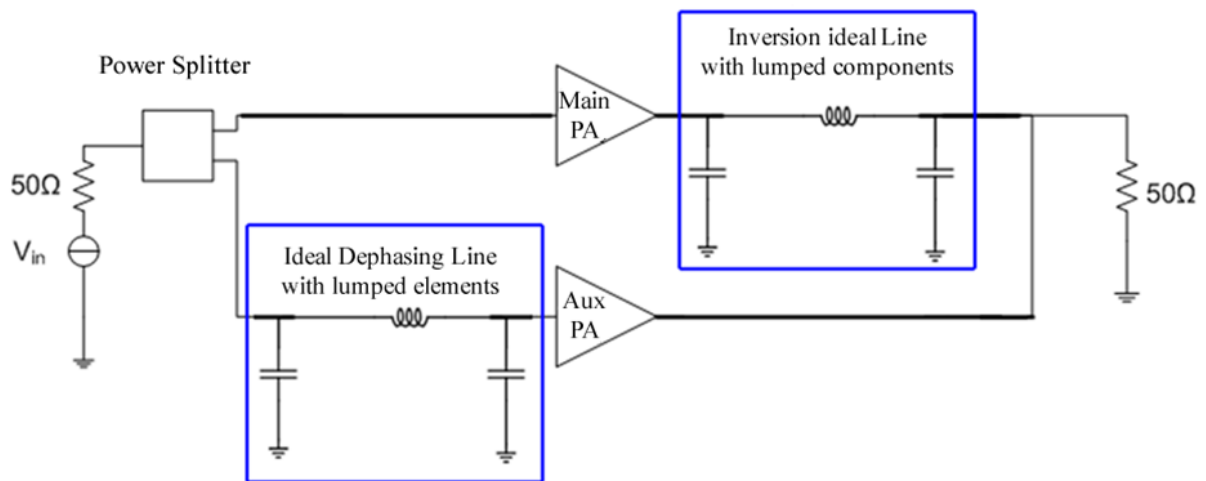 Power Splitter
Inversion ideal Line
with lumped components
Main
PA
50Ω
Vin
50Ω
Ideal Dephasing Line
with lumped elements
Aux
PA